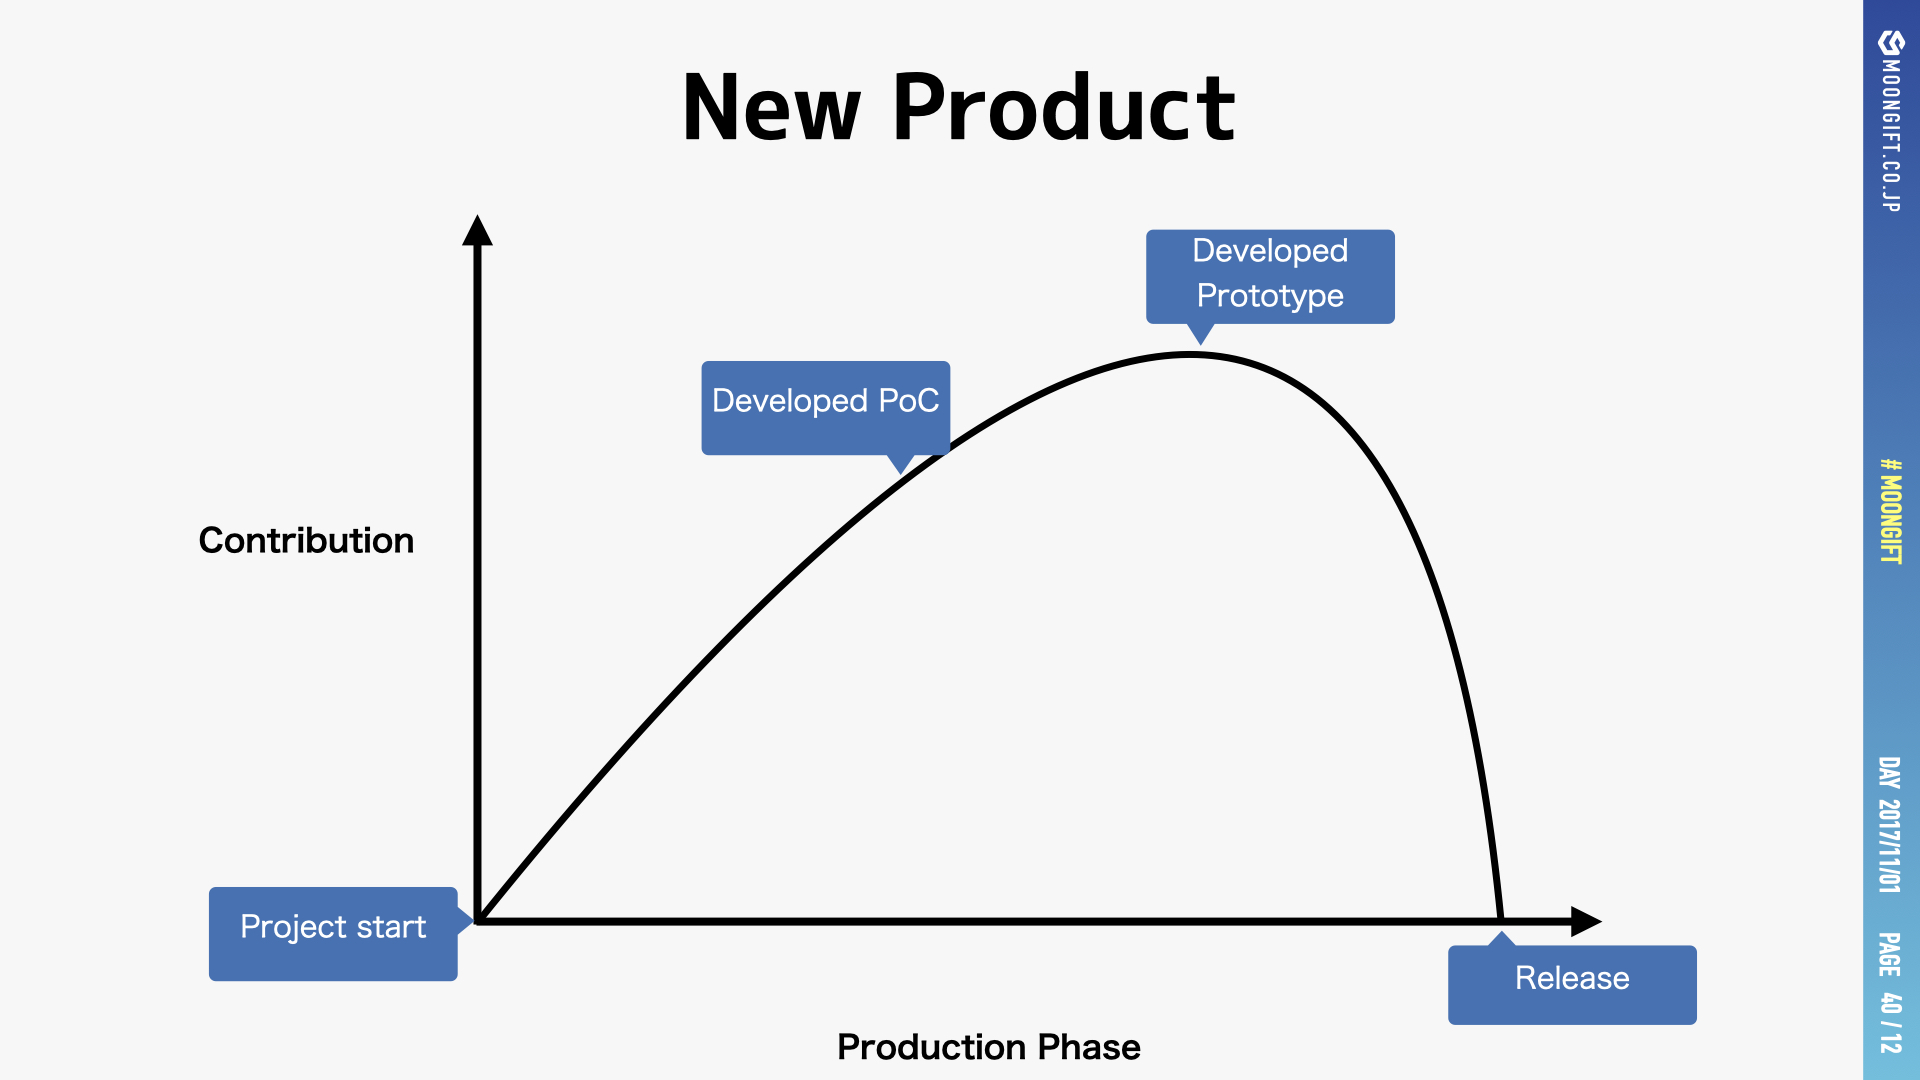 New Product
Developed
Prototype
Developed PoC
Contribution
Project start
Release
Production Phase
MOONGIFT.CO.JP
# MOONGIFT
DAY 2017/11/01
PAGE 40 / 12